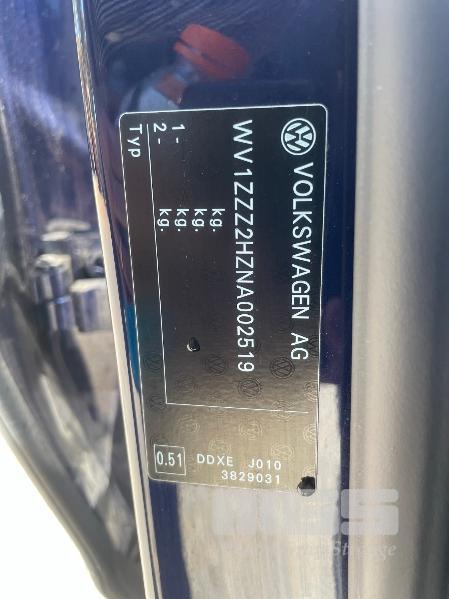 VOLKSWAGEN AG
WV1ZZZ2HZNA002519
kg.
kg.
1- kg.
2- kg.
Typ
0.51
DDXE J010
3829031